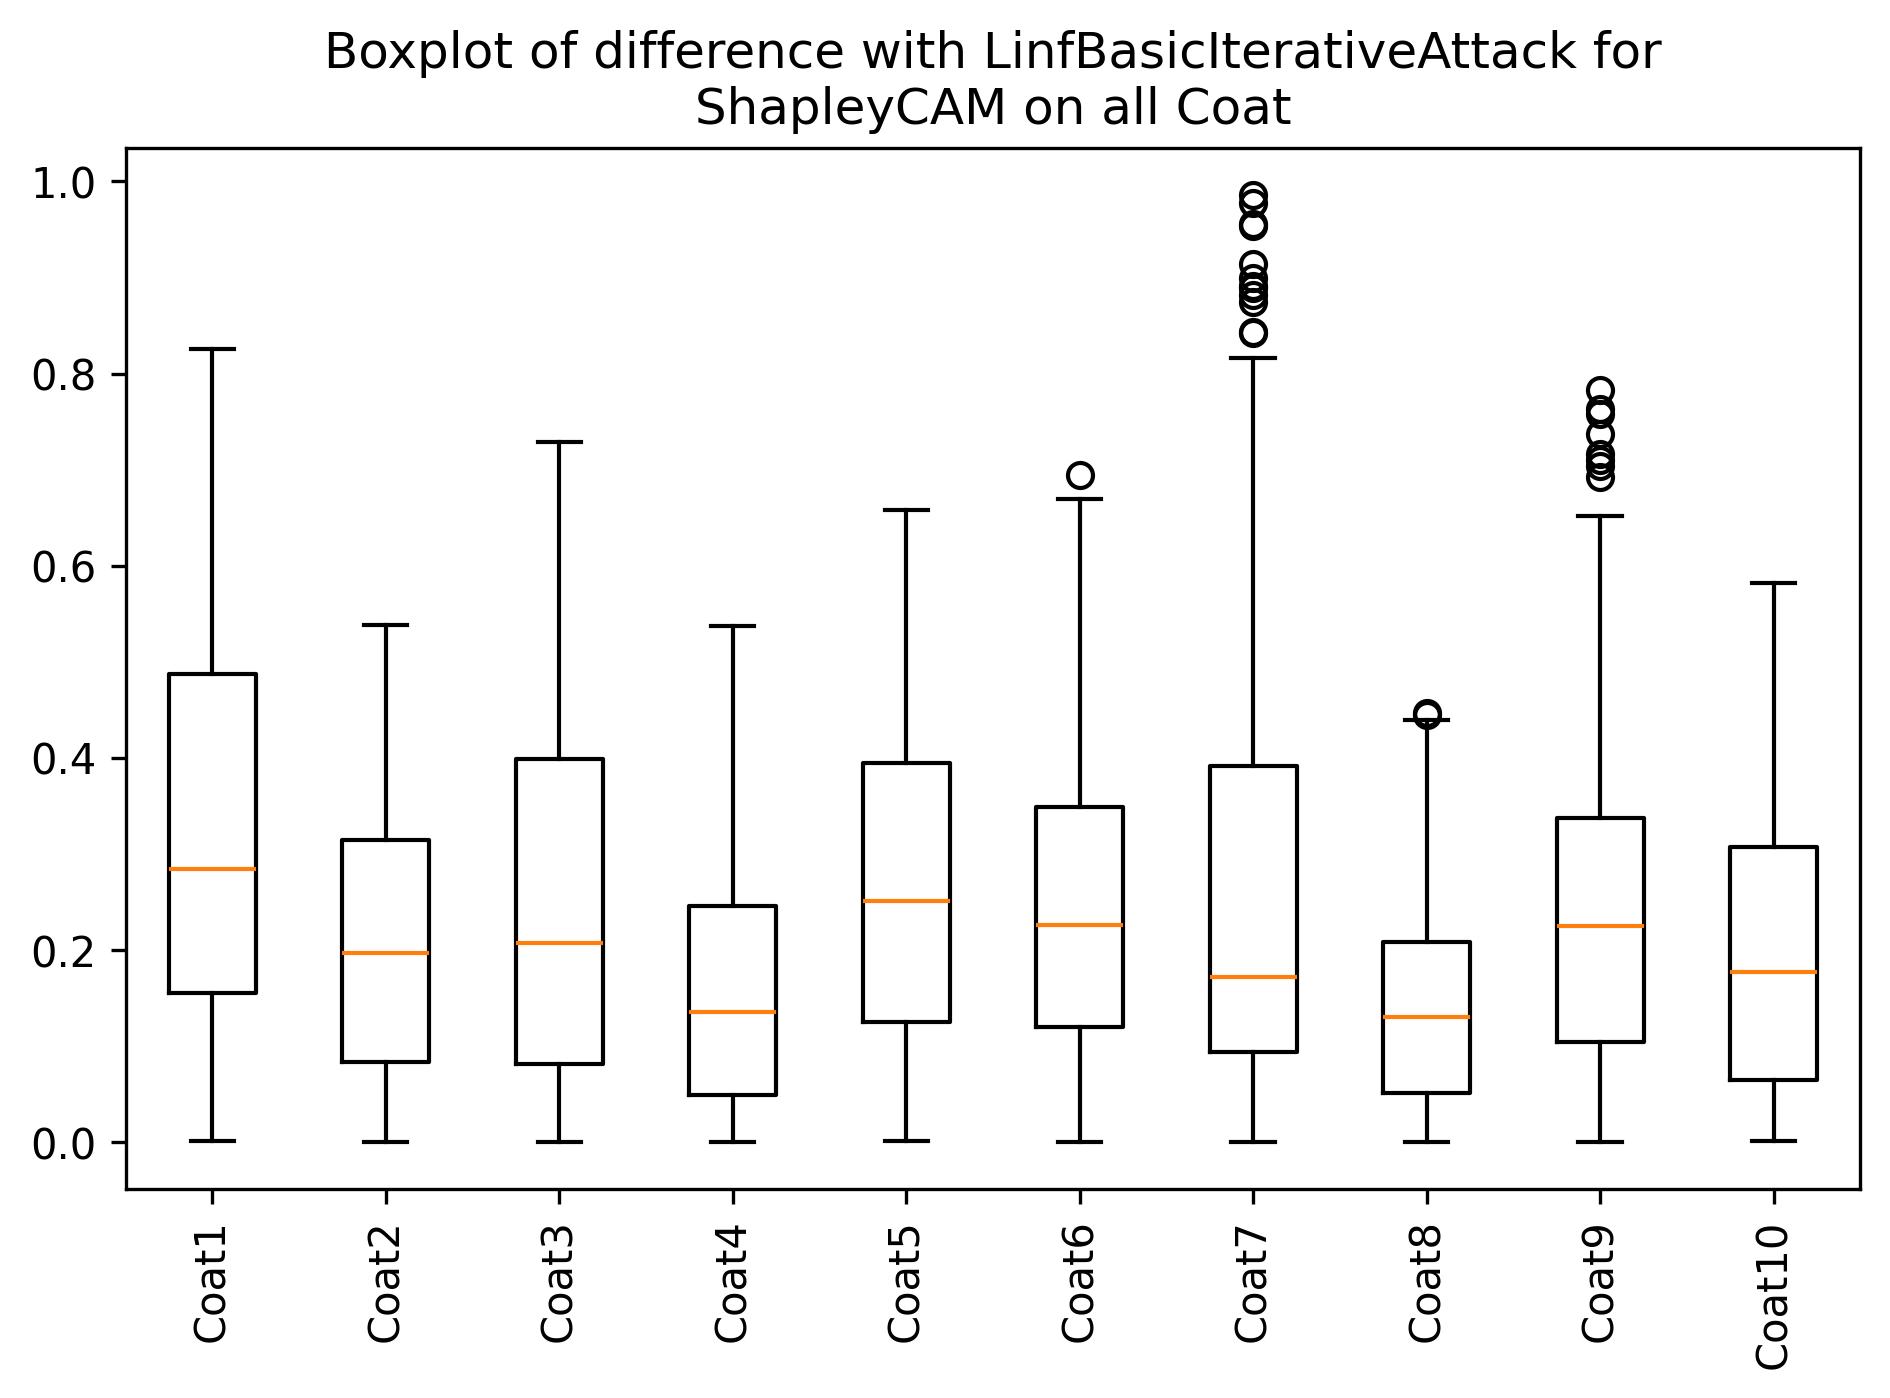 Boxplot of difference with LinfBasicIterativeAttack for
ShapleyCAM on all Coat
1.0
0.8
0.6
0.4
0.2
0.0
Coat1
Coat2
Coat3
Coat4
Coat5
Coat6
Coat7
Coat8
Coat9
Coat10